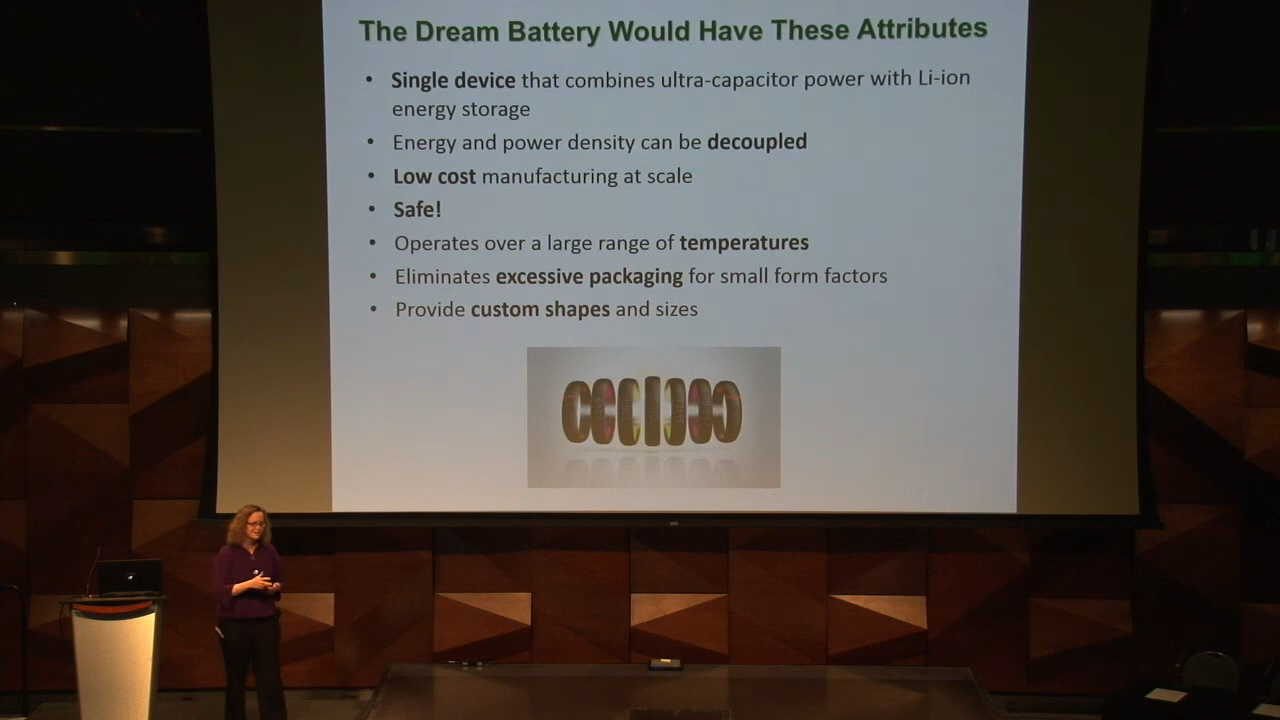 The Dream Battery Would Have These Attributes
• Single device that combines ultra-capacitor power with Li-ion
energy storage
• Energy and power density can be decoupled
• Low cost manufacturing at scale
• Safe!
• Operates over a large range of temperatures
• Eliminates excessive packaging for small form factors
• Provide custom shapes and sizes